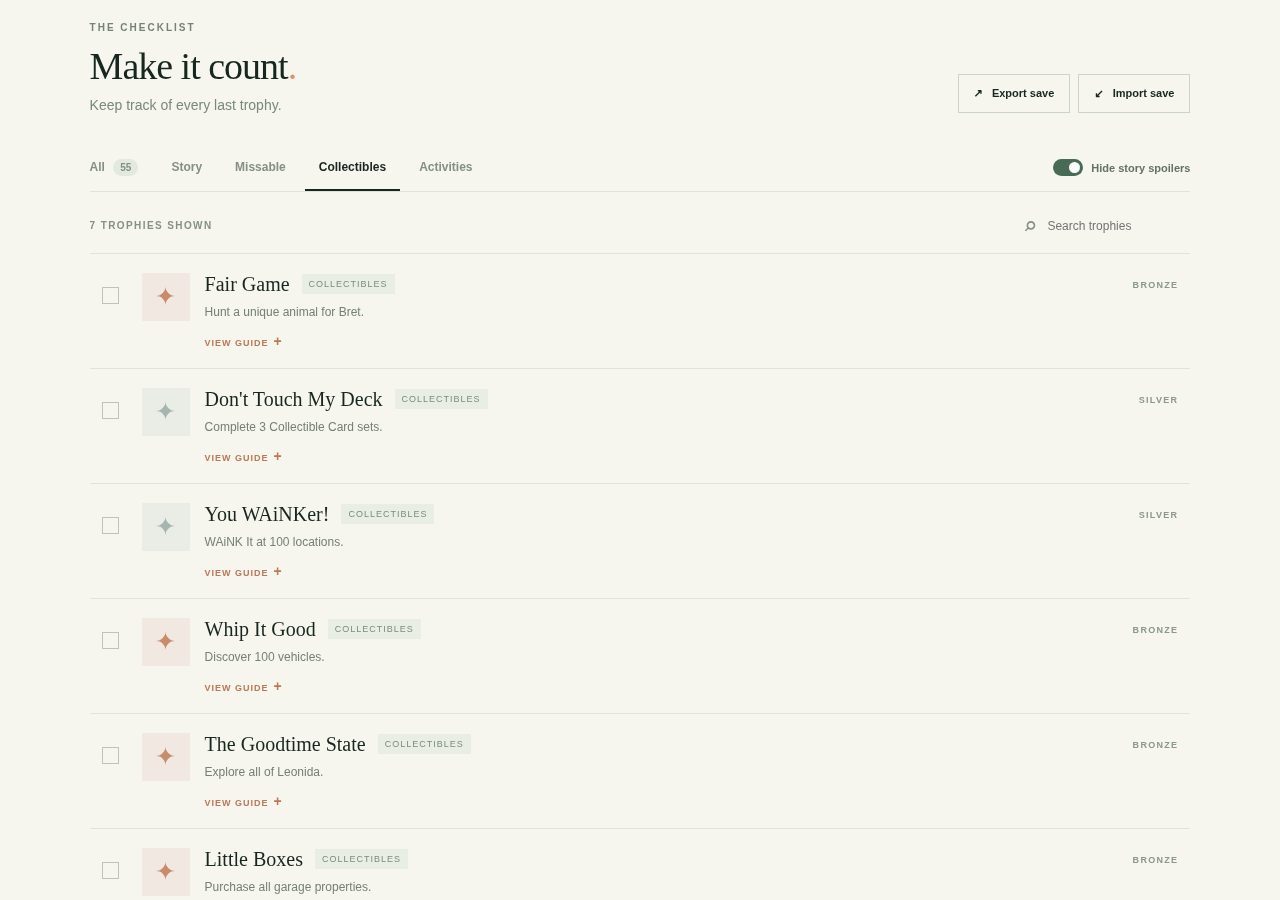 THE CHECKLIST
Make it count.
Keep track of every last trophy.
↗ Export save
↙ Import save
All 55 Story Missable Collectibles Activities
Hide story spoilers
7 TROPHIES SHOWN
Search trophies
Fair Game COLLECTIBLES
BRONZE
Hunt a unique animal for Bret.
VIEW GUIDE +
Don't Touch My Deck COLLECTIBLES
SILVER
Complete 3 Collectible Card sets.
VIEW GUIDE +
You WAiNKer! COLLECTIBLES
SILVER
WAiNK It at 100 locations.
VIEW GUIDE +
Whip It Good COLLECTIBLES
BRONZE
Discover 100 vehicles.
VIEW GUIDE +
The Goodtime State COLLECTIBLES
BRONZE
Explore all of Leonida.
VIEW GUIDE +
Little Boxes COLLECTIBLES
BRONZE
Purchase all garage properties.